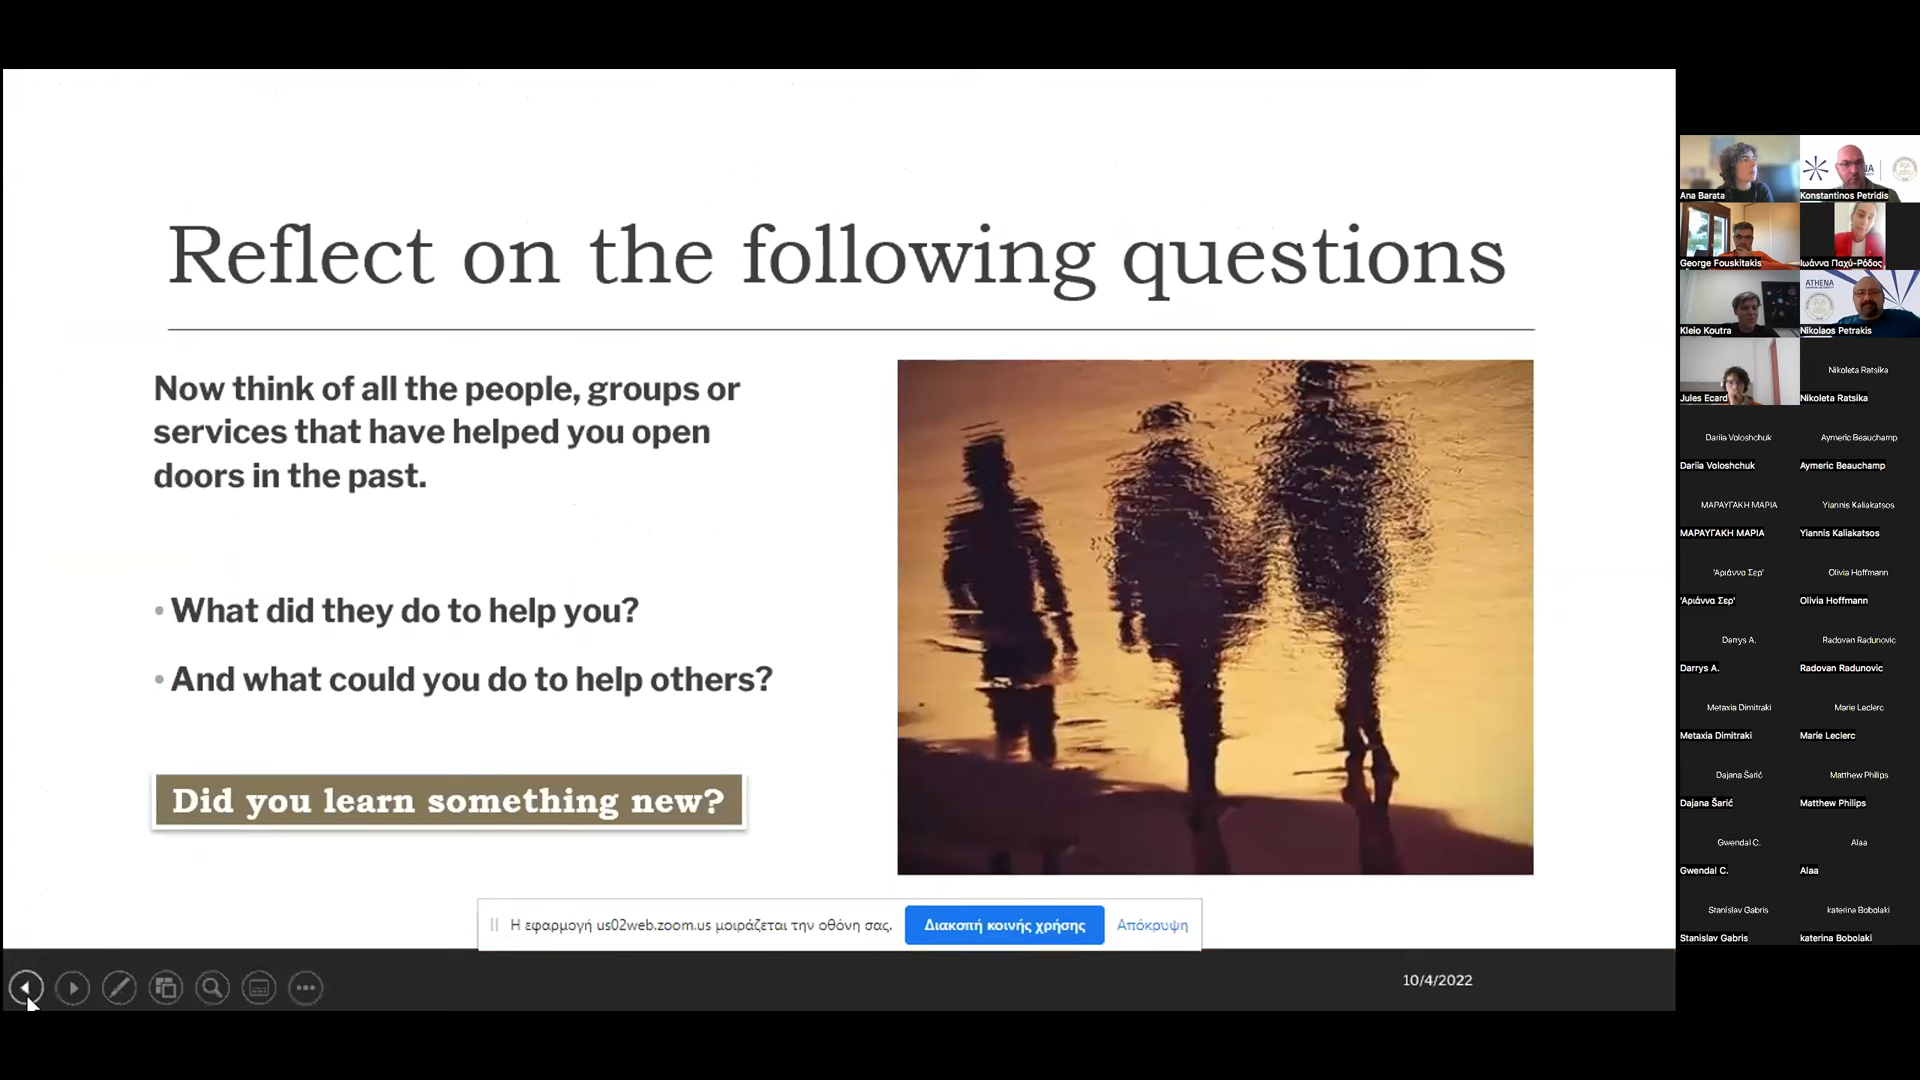 Reflect on the following questions
Now think of all the people, groups or
services that have helped you open
doors in the past.
• What did they do to help you?
• And what could you do to help others?
Did you learn something new?
Η εφαρμογή us02web.zoom.us μοιράζεται την οθόνη σας.
Διακοπή κοινής χρήσης
Απόκρυψη
10/4/2022
Ana Barata
Konstantinos Petridis
George Fouskitakis
Ιωάννα Παχύ-Ρόδος
ATHENA
Kleio Koutra
Nikolaos Petrakis
Nikoleta Ratsika
Jules Ecard
Nikoleta Ratsika
Dariia Voloshchuk
Aymeric Beauchamp
Dariia Voloshchuk
Aymeric Beauchamp
ΜΑΡΑΥΓΑΚΗ ΜΑΡΙΑ
Yiannis Kaliakatsos
ΜΑΡΑΥΓΑΚΗ ΜΑΡΙΑ
Yiannis Kaliakatsos
'Αριάννα Σερ'
Olivia Hoffmann
'Αριάννα Σερ'
Olivia Hoffmann
Darrys A.
Radovan Radunovic
Darrys A.
Radovan Radunovic
Metaxia Dimitraki
Marie Leclerc
Metaxia Dimitraki
Marie Leclerc
Dajana Šarić
Matthew Philips
Dajana Šarić
Matthew Philips
Gwendal C.
Alaa
Gwendal C.
Alaa
Stanislav Gabris
katerina Bobolaki
Stanislav Gabris
katerina Bobolaki